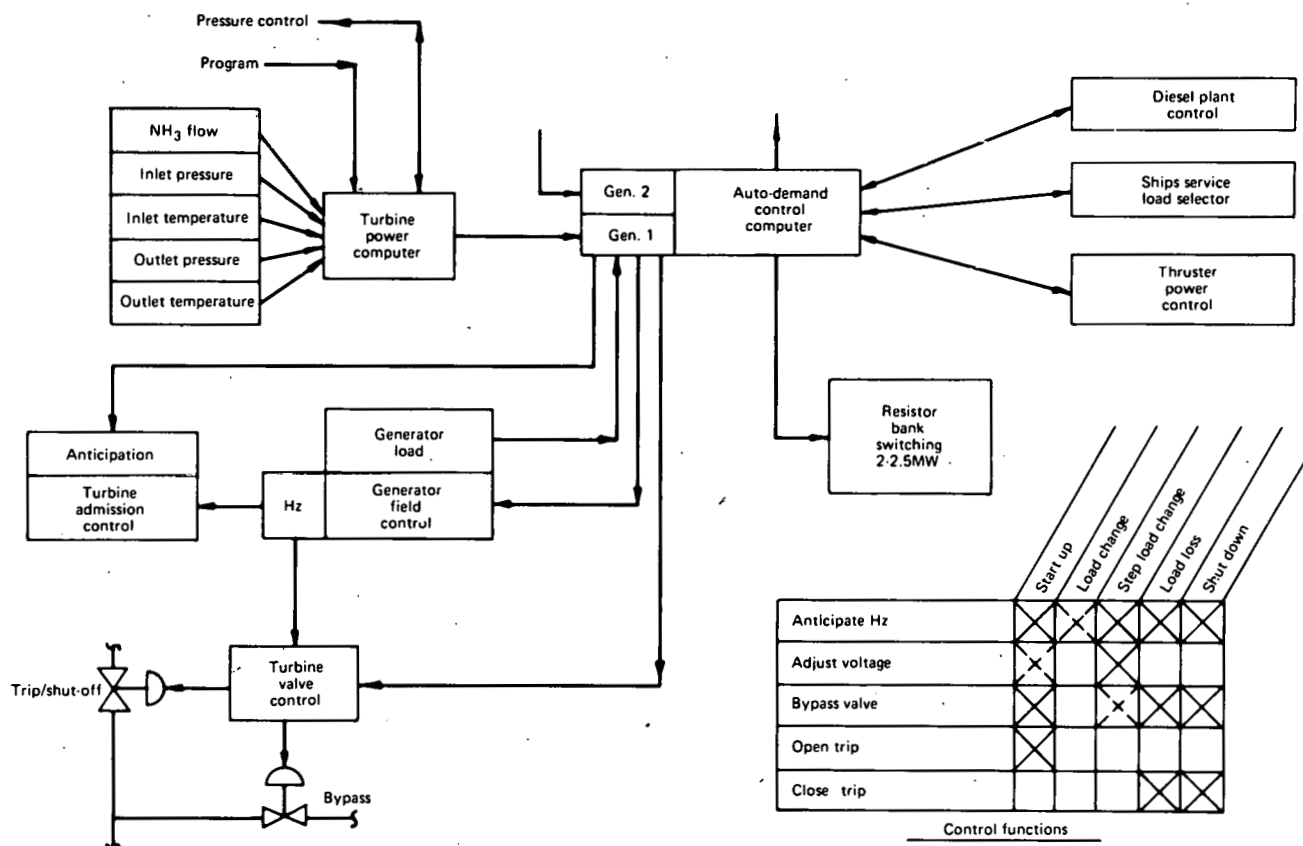 Pressure control
Program
NH3 flow
Inlet pressure
Inlet temperature
Outlet pressure
Outlet temperature
Turbine
power
computer
Gen. 2
Gen. 1
Auto-demand
control
computer
Diesel plant
control
Ships service
load selector
Thruster
power
control
Resistor
bank
switching
2-2.5MW
Anticipation
Turbine
admission
control
Hz
Generator
load
Generator
field
control
Turbine
valve
control
Trip/shut-off
Bypass
Start up
Load change
Step load change
Load loss
Shut down
Anticipate Hz
Adjust voltage
Bypass valve
Open trip
Close trip
Control functions